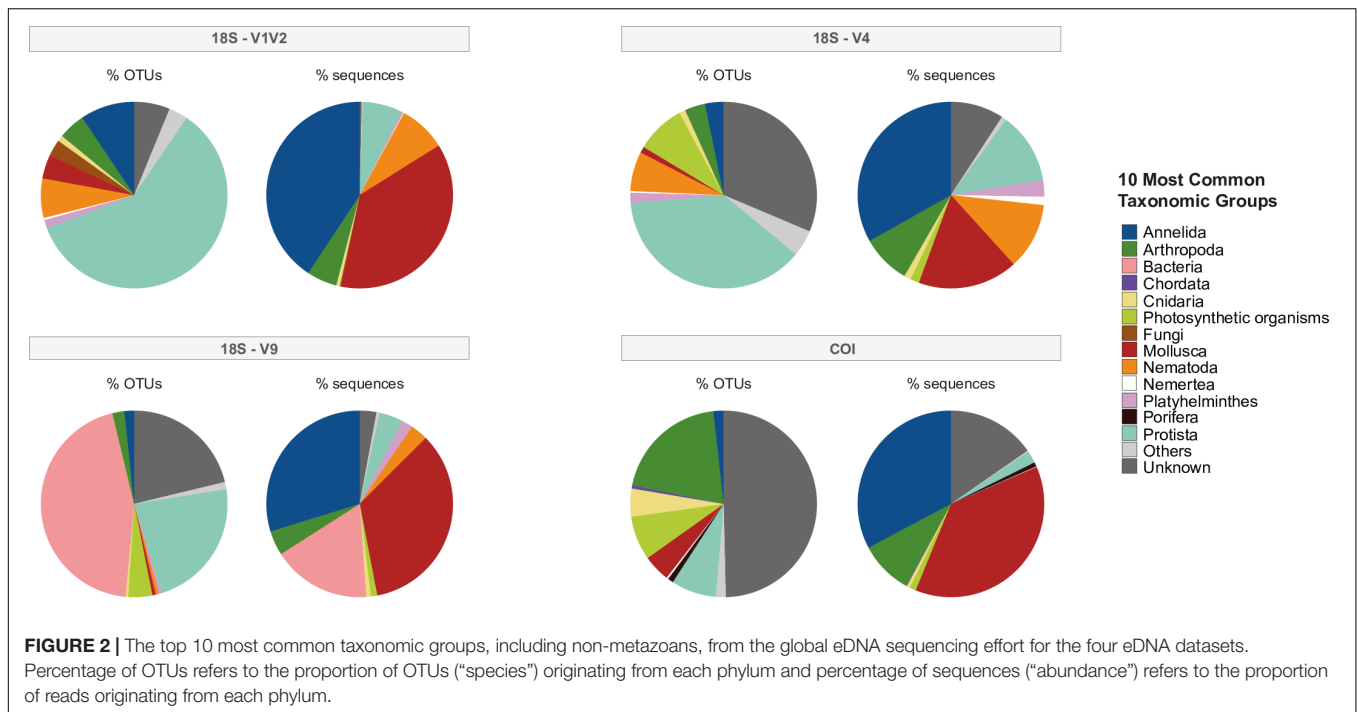 18S - V1V2
% OTUs
% sequences
18S - V4
% OTUs
% sequences
18S - V9
% OTUs
% sequences
COI
% OTUs
% sequences
10 Most Common
Taxonomic Groups
Annelida
Arthropoda
Bacteria
Chordata
Cnidaria
Photosynthetic organisms
Fungi
Mollusca
Nematoda
Nemertea
Platyhelminthes
Porifera
Protista
Others
Unknown
FIGURE 2 | The top 10 most common taxonomic groups, including non-metazoans, from the global eDNA sequencing effort for the four eDNA datasets.
Percentage of OTUs refers to the proportion of OTUs (“species”) originating from each phylum and percentage of sequences (“abundance”) refers to the proportion
of reads originating from each phylum.